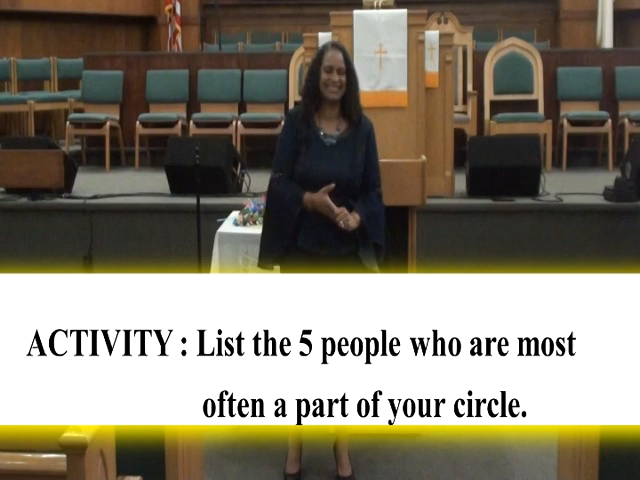 ACTIVITY : List the 5 people who are most
often a part of your circle.